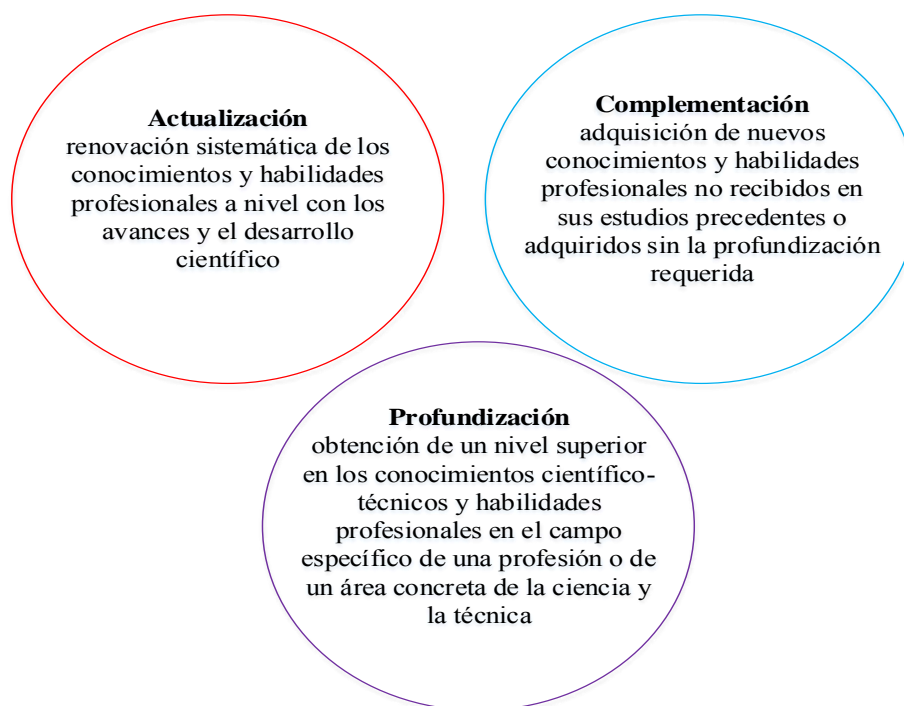 Actualización
renovación sistemática de los
conocimientos y habilidades
profesionales a nivel con los
avances y el desarrollo
científico
Complementación
adquisición de nuevos
conocimientos y habilidades
profesionales no recibidos en
sus estudios precedentes o
adquiridos sin la profundización
requerida
Profundización
obtención de un nivel superior
en los conocimientos científico-
técnicos y habilidades
profesionales en el campo
específico de una profesión o de
un área concreta de la ciencia y
la técnica